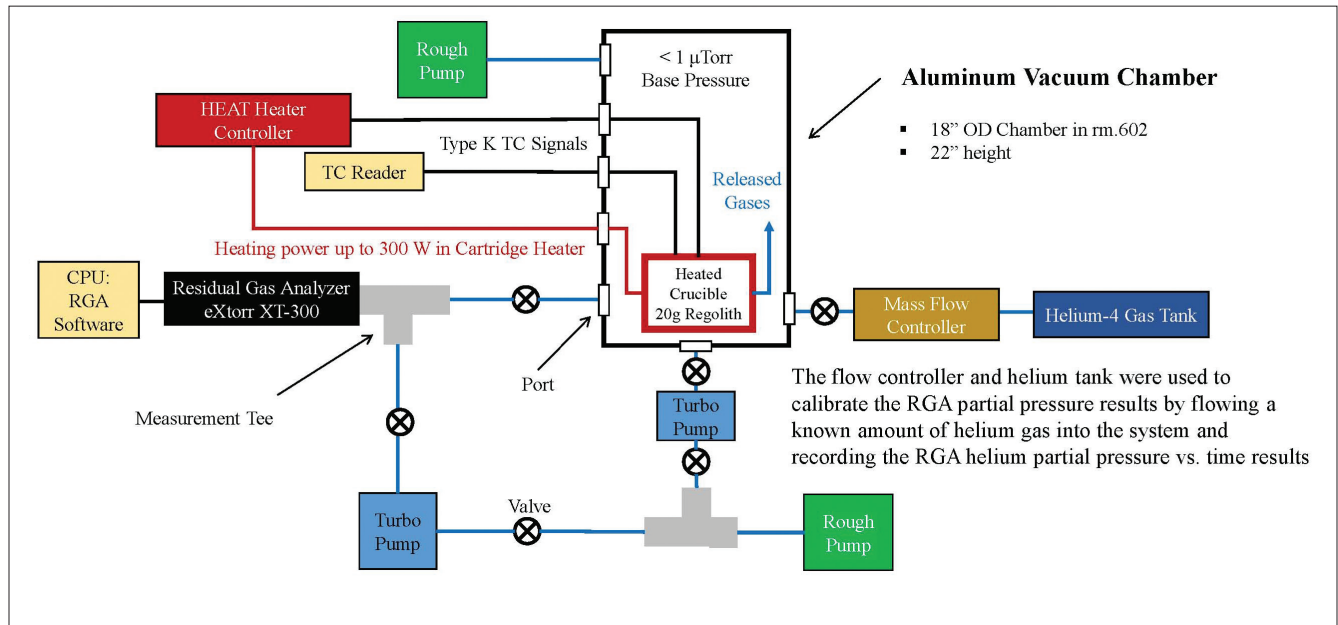 Rough
Pump
< 1 μTorr
Base Pressure
Aluminum Vacuum Chamber
▪ 18” OD Chamber in rm.602
▪ 22” height
HEAT Heater
Controller
Type K TC Signals
TC Reader
Released
Gases
Heating power up to 300 W in Cartridge Heater
CPU:
RGA
Software
Residual Gas Analyzer
eXtorr XT-300
Heated
Crucible
20g Regolith
Mass Flow
Controller
Helium-4 Gas Tank
Port
Measurement Tee
Turbo
Pump
The flow controller and helium tank were used to
calibrate the RGA partial pressure results by flowing a
known amount of helium gas into the system and
recording the RGA helium partial pressure vs. time results
Valve
Turbo
Pump
Rough
Pump